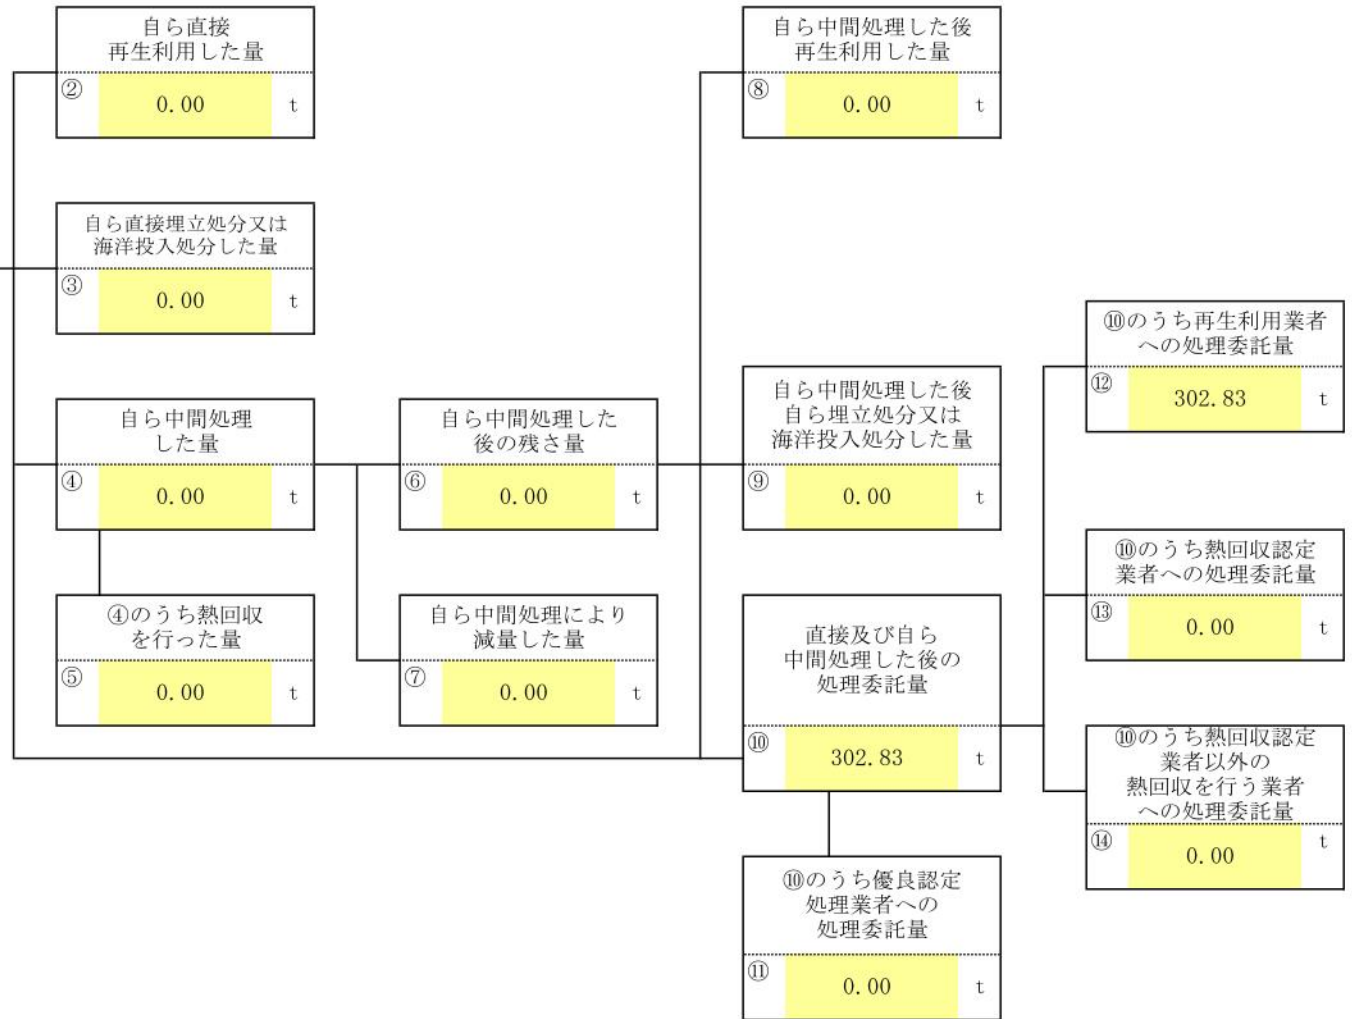 自ら直接
再生利用した量
②
0.00
t
自ら中間処理した後
再生利用した量
⑧
0.00
t
自ら直接埋立処分又は
海洋投入処分した量
③
0.00
t
⑩のうち再生利用業者
への処理委託量
⑫
302.83
t
自ら中間処理
した量
④
0.00
t
自ら中間処理した
後の残さ量
⑥
0.00
t
自ら中間処理した後
自ら埋立処分又は
海洋投入処分した量
⑨
0.00
t
⑩のうち熱回収認定
業者への処理委託量
⑬
0.00
t
④のうち熱回収
を行った量
⑤
0.00
t
自ら中間処理により
減量した量
⑦
0.00
t
直接及び自ら
中間処理した後の
処理委託量
⑩
302.83
t
⑩のうち熱回収認定
業者以外の
熱回収を行う業者
への処理委託量
⑭
0.00
t
⑩のうち優良認定
処理業者への
処理委託量
⑪
0.00
t